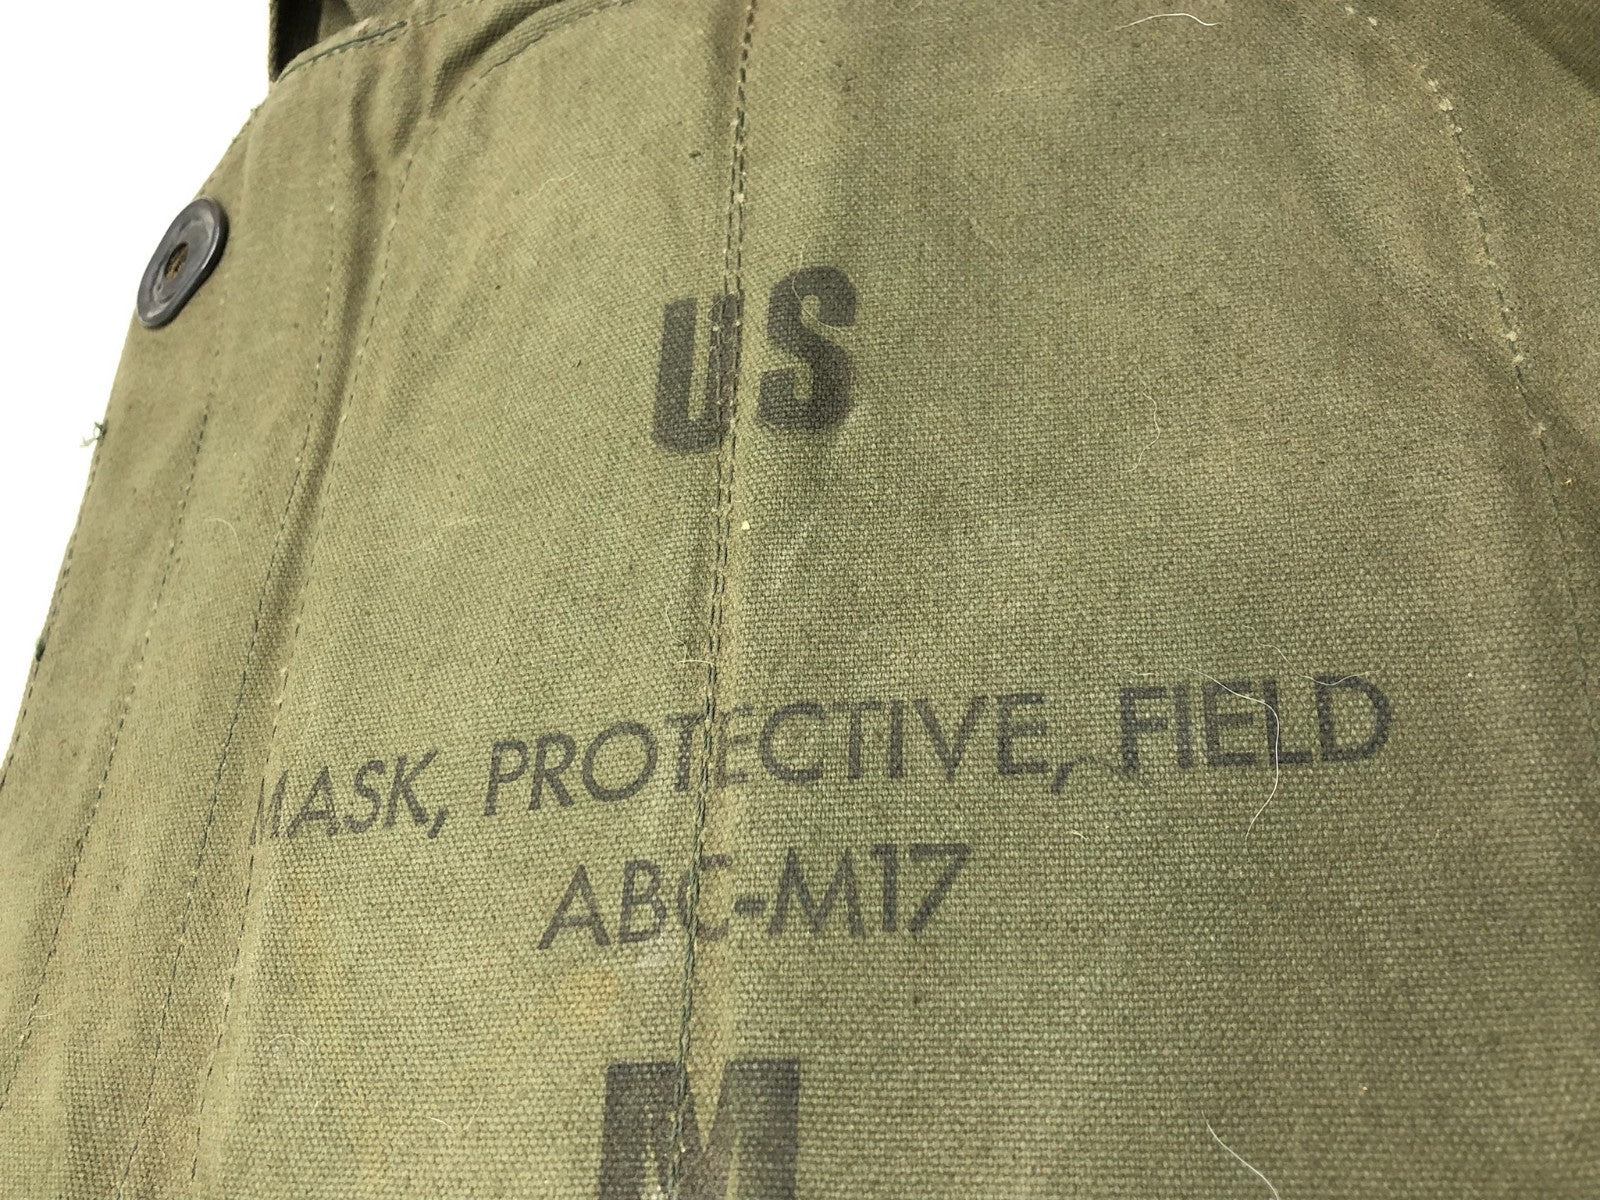 US
MASK, PROTECTIVE, FIELD
ABC-M17
M